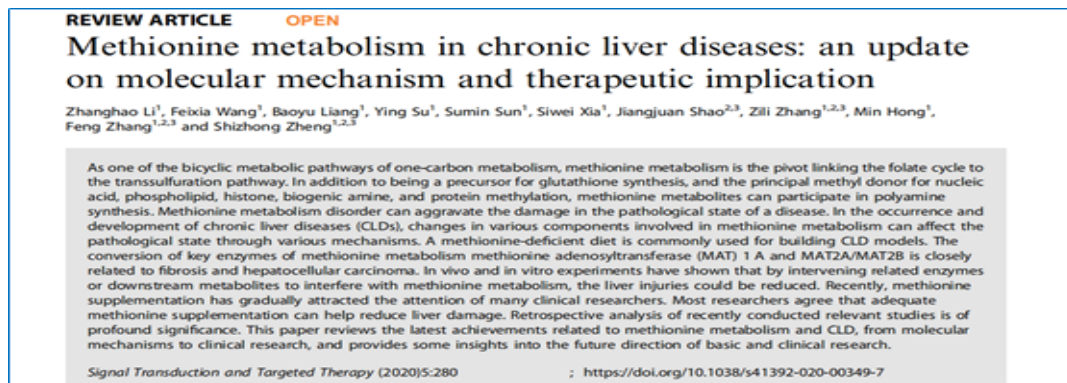 REVIEW ARTICLE OPEN
Methionine metabolism in chronic liver diseases: an update
on molecular mechanism and therapeutic implication
Zhanghao Li1, Feixia Wang1, Baoyu Liang1, Ying Su1, Sumin Sun1, Siwei Xia1, Jiangjuan Shao2,3, Zili Zhang1,2,3, Min Hong1,
Feng Zhang1,2,3 and Shizhong Zheng1,2,3
As one of the bicyclic metabolic pathways of one-carbon metabolism, methionine metabolism is the pivot linking the folate cycle to
the transsulfuration pathway. In addition to being a precursor for glutathione synthesis, and the principal methyl donor for nucleic
acid, phospholipid, histone, biogenic amine, and protein methylation, methionine metabolites can participate in polyamine
synthesis. Methionine metabolism disorder can aggravate the damage in the pathological state of a disease. In the occurrence and
development of chronic liver diseases (CLDs), changes in various components involved in methionine metabolism can affect the
pathological state through various mechanisms. A methionine-deficient diet is commonly used for building CLD models. The
conversion of key enzymes of methionine metabolism methionine adenosyltransferase (MAT) 1 A and MAT2A/MAT2B is closely
related to fibrosis and hepatocellular carcinoma. In vivo and in vitro experiments have shown that by intervening related enzymes
or downstream metabolites to interfere with methionine metabolism, the liver injuries could be reduced. Recently, methionine
supplementation has gradually attracted the attention of many clinical researchers. Most researchers agree that adequate
methionine supplementation can help reduce liver damage. Retrospective analysis of recently conducted relevant studies is of
profound significance. This paper reviews the latest achievements related to methionine metabolism and CLD, from molecular
mechanisms to clinical research, and provides some insights into the future direction of basic and clinical research.
Signal Transduction and Targeted Therapy (2020)5:280 ; https://doi.org/10.1038/s41392-020-00349-7